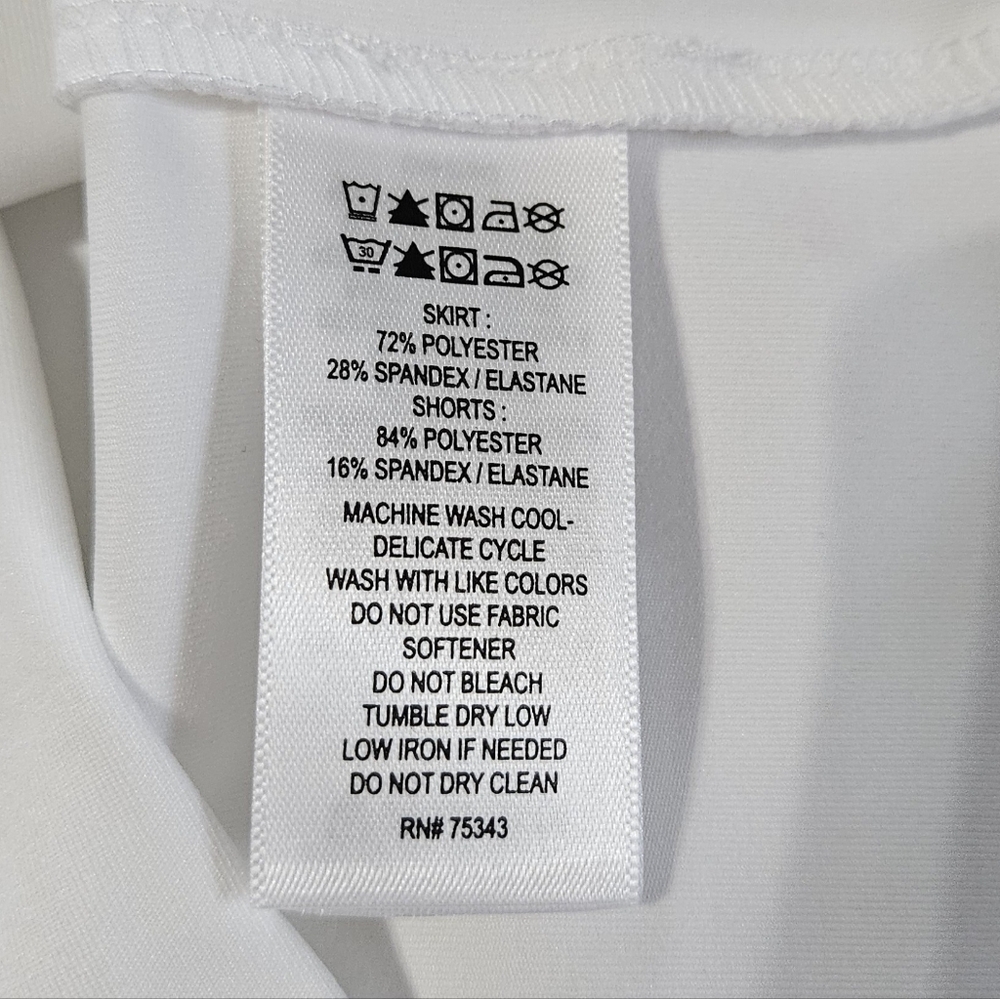 30
SKIRT :
72% POLYESTER
28% SPANDEX / ELASTANE
SHORTS :
84% POLYESTER
16% SPANDEX / ELASTANE
MACHINE WASH COOL-
DELICATE CYCLE
WASH WITH LIKE COLORS
DO NOT USE FABRIC
SOFTENER
DO NOT BLEACH
TUMBLE DRY LOW
LOW IRON IF NEEDED
DO NOT DRY CLEAN
RN# 75343